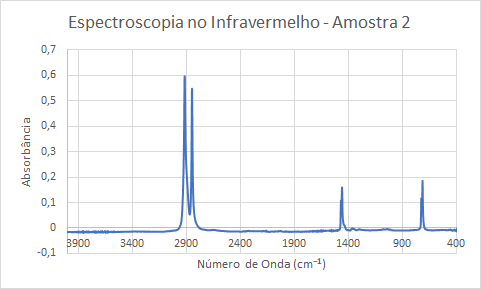 Espectroscopia no Infravermelho - Amostra 2
0,7
0,6
0,5
0,4
0,3
0,2
0,1
0
-0,1
Absorbância
3900 3400 2900 2400 1900 1400 900 400
Número de Onda (cm⁻¹)